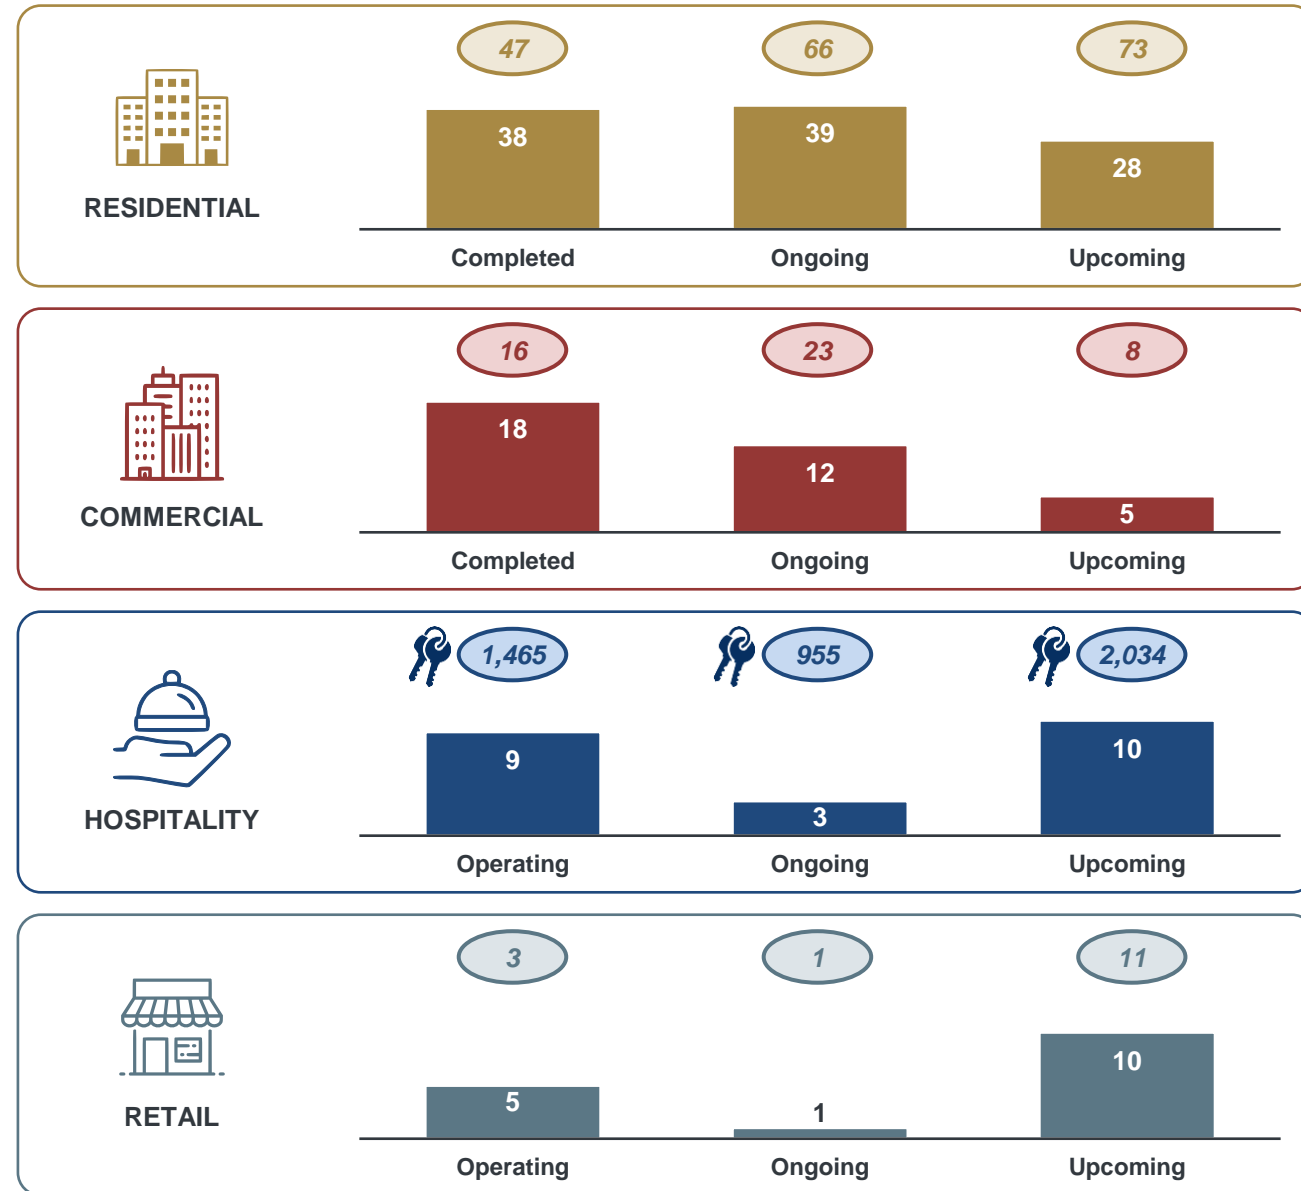 47 66 73
38 39 28
RESIDENTIAL
Completed Ongoing Upcoming
16 23 8
18 12 5
COMMERCIAL
Completed Ongoing Upcoming
1,465 955 2,034
9 3 10
HOSPITALITY
Operating Ongoing Upcoming
3 1 11
5 1 10
RETAIL
Operating Ongoing Upcoming